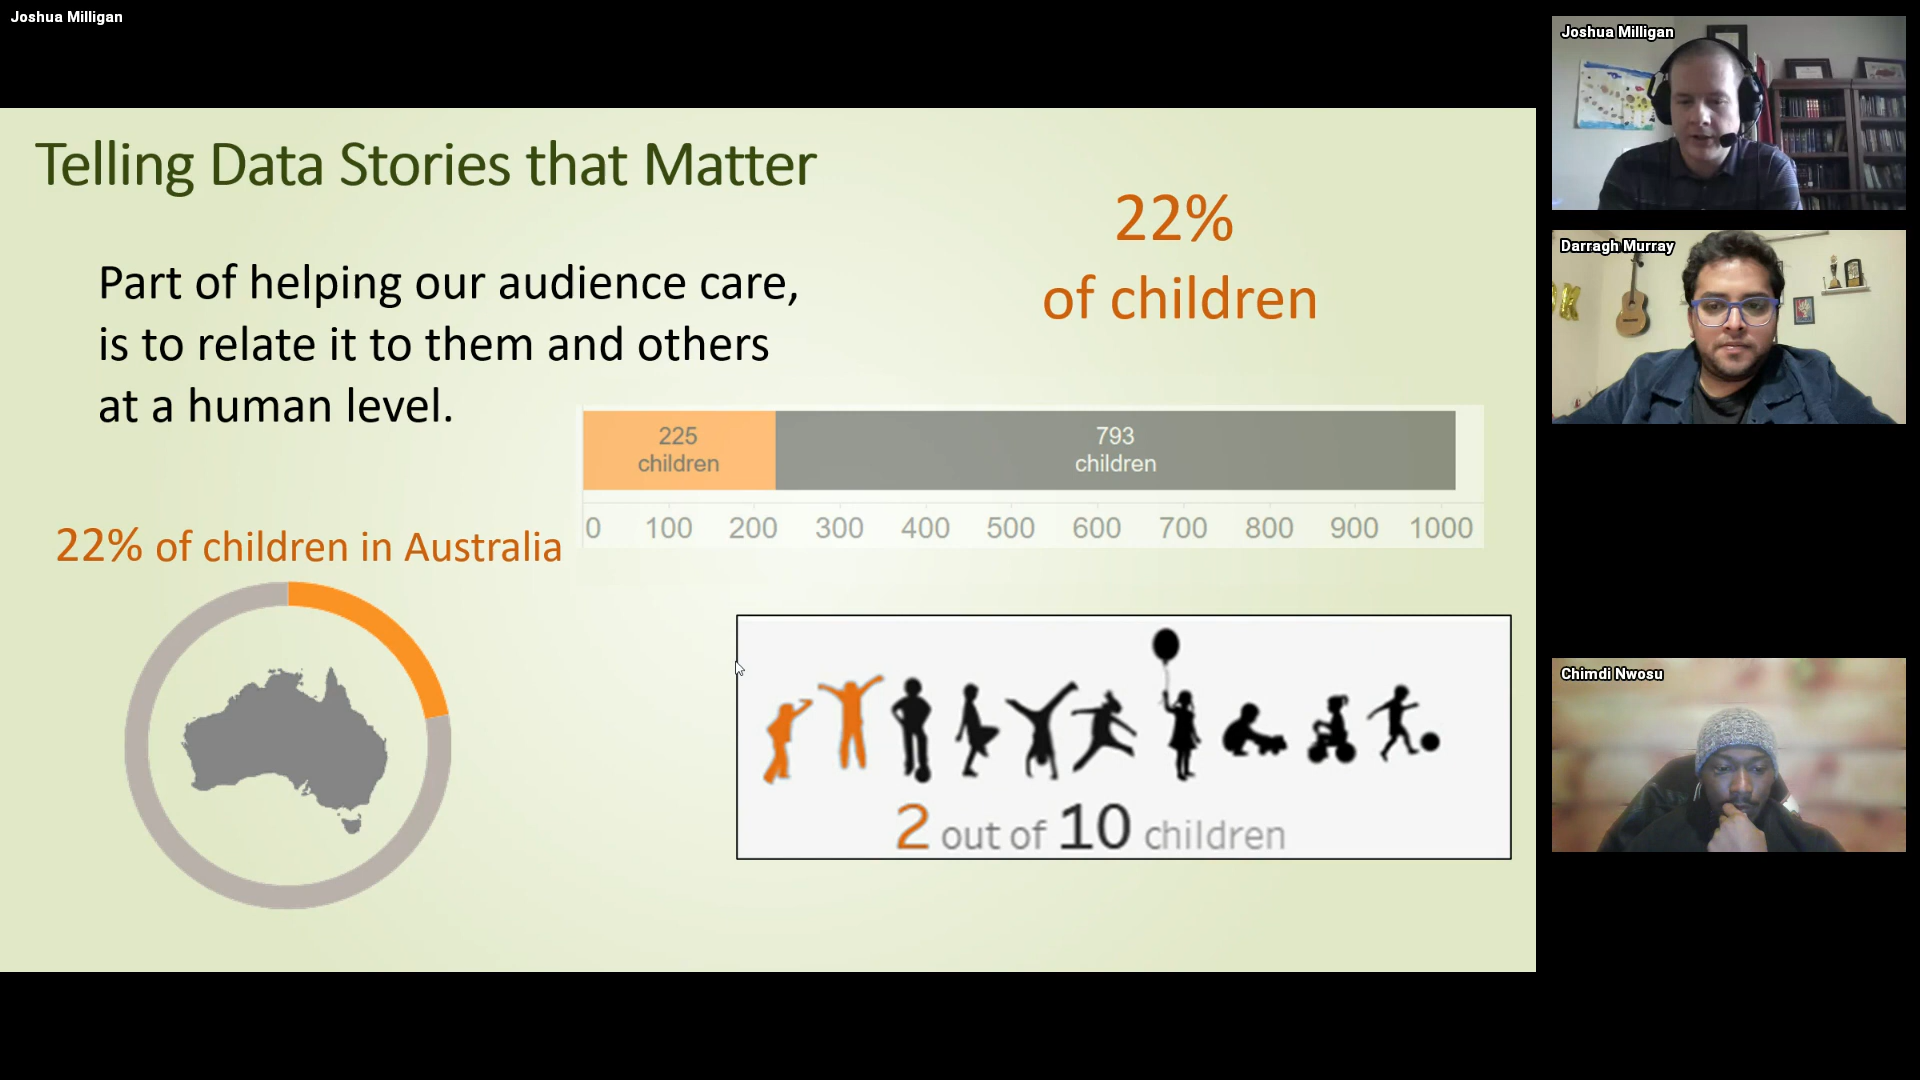 Joshua Milligan
Telling Data Stories that Matter
22%
of children
Part of helping our audience care,
is to relate it to them and others
at a human level.
225
children
793
children
0 100 200 300 400 500 600 700 800 900 1000
22% of children in Australia
2 out of 10 children
Joshua Milligan
Darragh Murray
Chimdi Nwosu